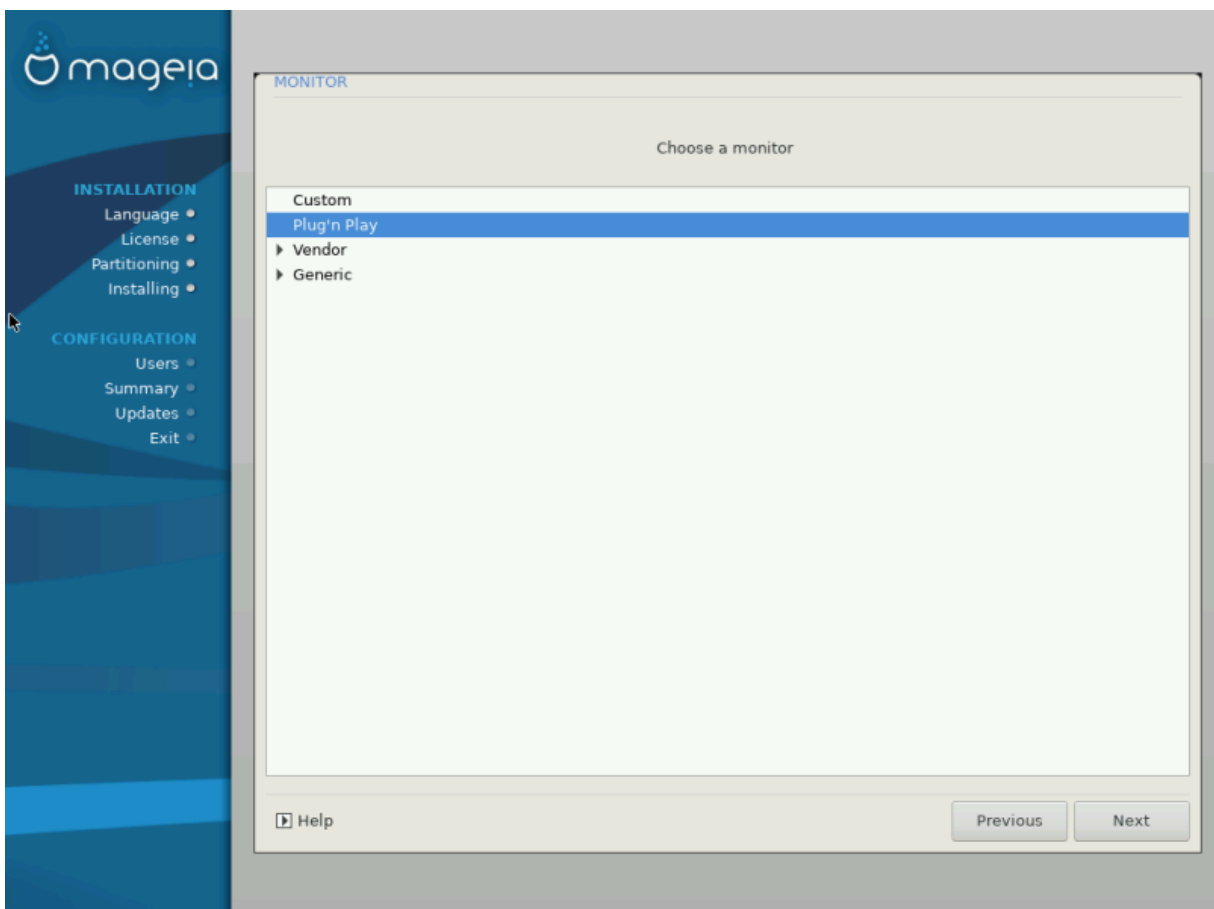 mageia
INSTALLATION
Language
License
Partitioning
Installing
CONFIGURATION
Users
Summary
Updates
Exit
MONITOR
Choose a monitor
Custom
Plug'n Play
Vendor
Generic
Help
Previous
Next